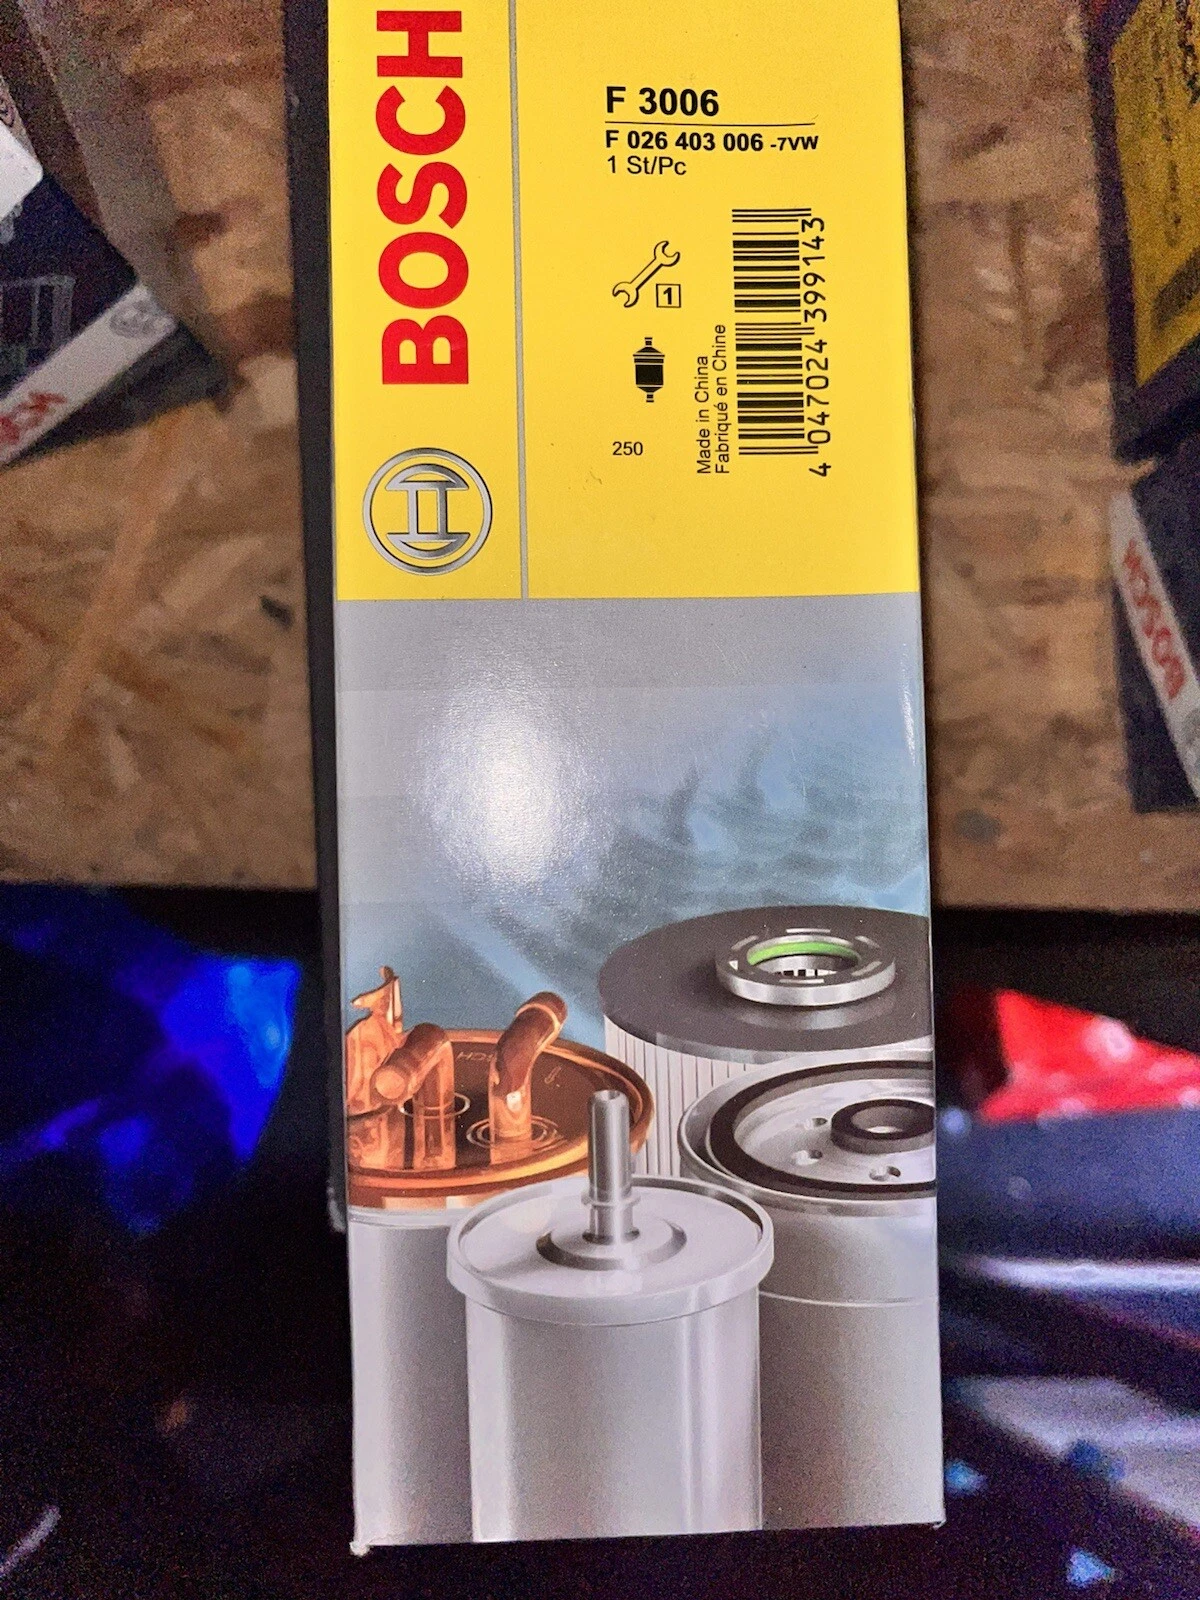 BOSCH
F 3006
F 026 403 006 -7VW
1 St/Pc
1
250
Made in China
Fabriqué en Chine
4 047024 399143
BOSCH